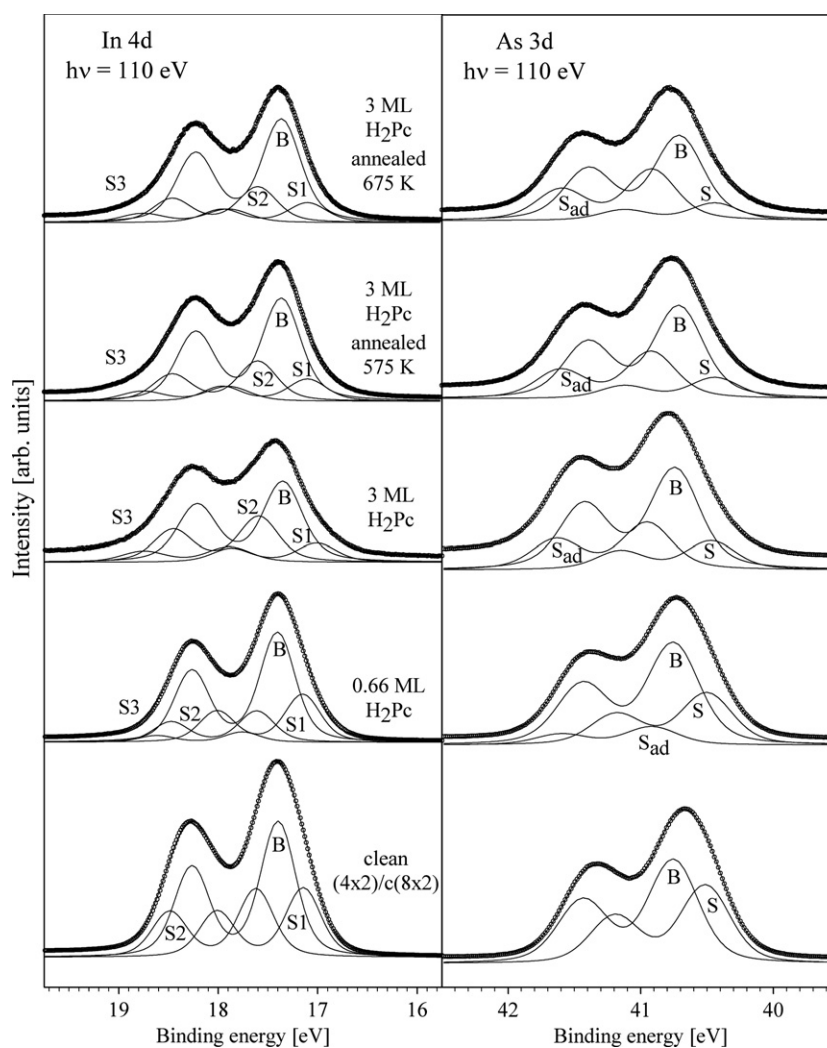 In 4d
hν = 110 eV
3 ML
H2Pc
annealed
675 K
S3
B
S2
S1
3 ML
H2Pc
annealed
575 K
S3
B
S2
S1
3 ML
H2Pc
S3
S2
B
S1
0.66 ML
H2Pc
S3
S2
B
S1
clean
(4x2)/c(8x2)
S2
B
S1
As 3d
hν = 110 eV
B
Sad
S
B
Sad
S
B
Sad
S
B
S
Sad
B
S
Intensity [arb. units]
19 18 17 16
42 41 40
Binding energy [eV]
Binding energy [eV]